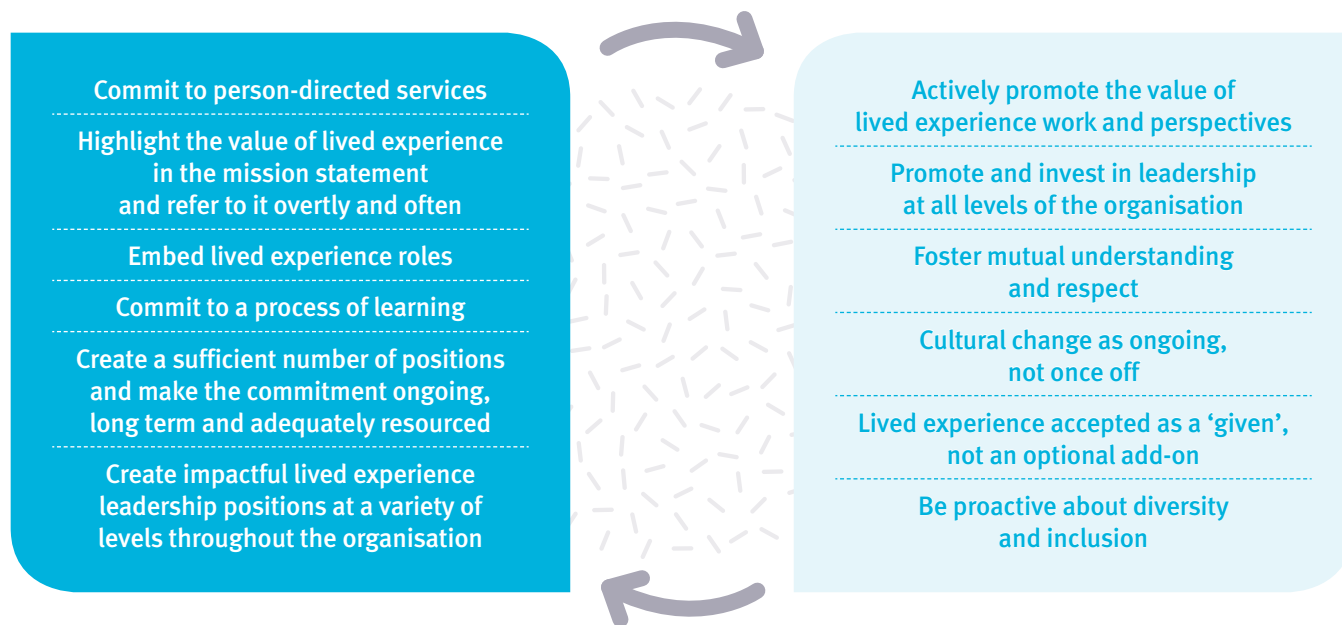 Commit to person-directed services
Highlight the value of lived experience
in the mission statement
and refer to it overtly and often
Embed lived experience roles
Commit to a process of learning
Create a sufficient number of positions
and make the commitment ongoing,
long term and adequately resourced
Create impactful lived experience
leadership positions at a variety of
levels throughout the organisation
Actively promote the value of
lived experience work and perspectives
Promote and invest in leadership
at all levels of the organisation
Foster mutual understanding
and respect
Cultural change as ongoing,
not once off
Lived experience accepted as a ‘given’,
not an optional add-on
Be proactive about diversity
and inclusion